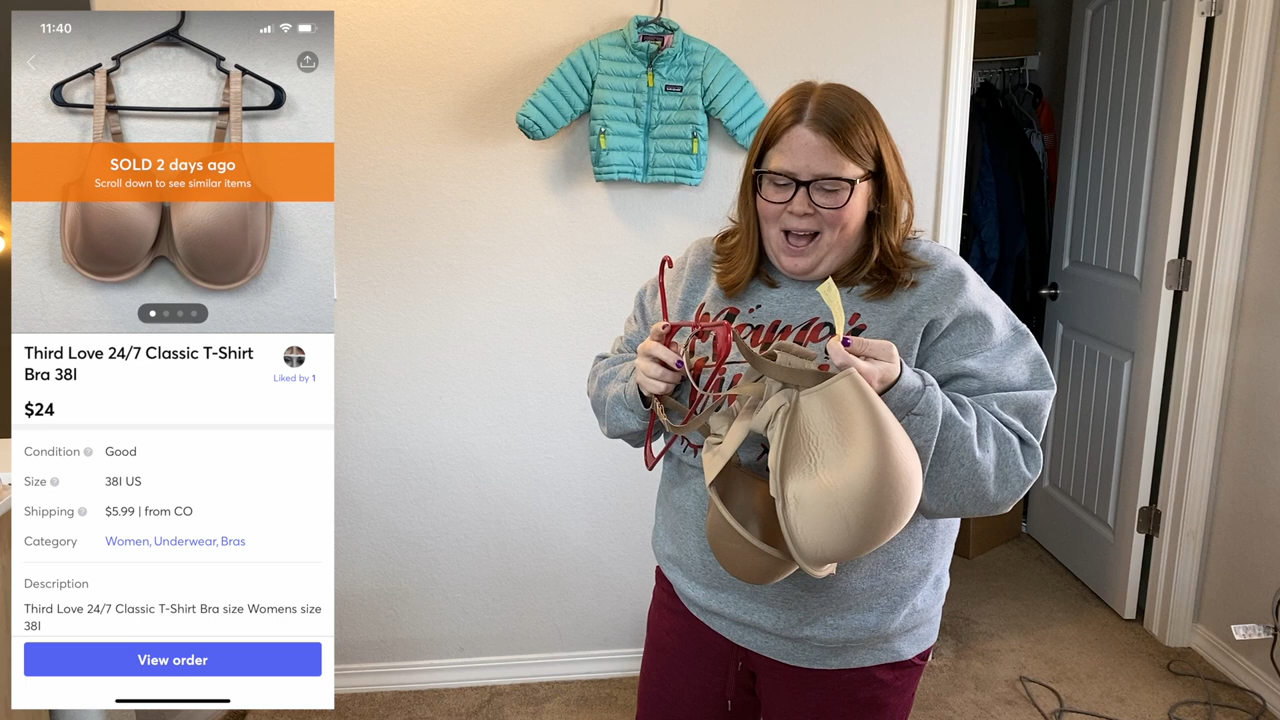 11:40
SOLD 2 days ago
Scroll down to see similar items
Third Love 24/7 Classic T-Shirt
Bra 38I
Liked by 1
$24
Condition Good
Size 38I US
Shipping $5.99 | from CO
Category Women, Underwear, Bras
Description
Third Love 24/7 Classic T-Shirt Bra size Womens size
38I
View order